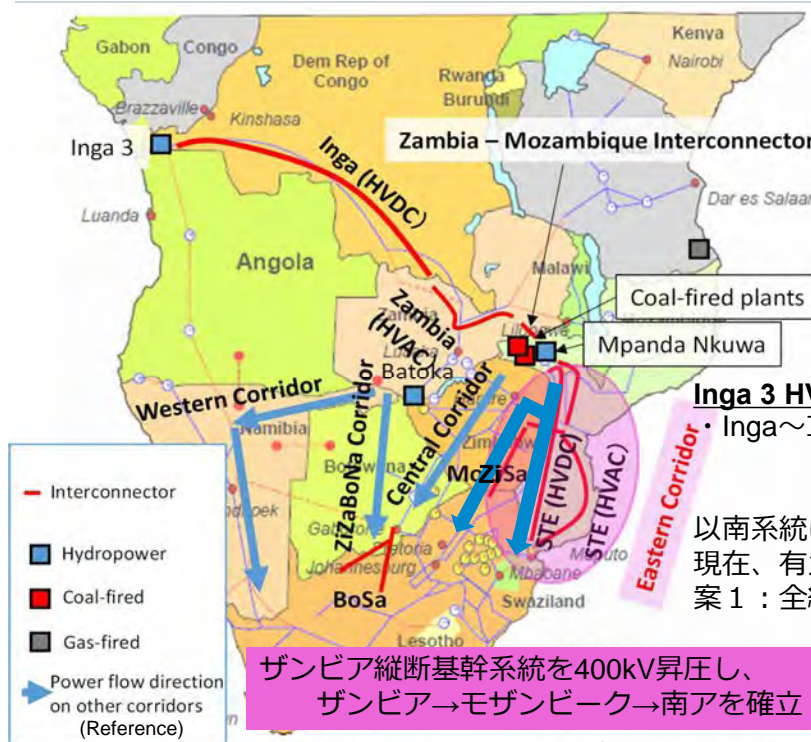 Gabon
Congo
Dem Rep of
Congo
Rwanda
Burundi
Kenya
Nairobi
Brazzaville
Kinshasa
Inga 3
Zambia – Mozambique Interconnector
Inga (HVDC)
Luanda
Dar es Salaam
Angola
Malawi
Coal-fired plants
Zambia
(HVAC)
Mpanda Nkuwa
Batoka
Western Corridor
Namibia
ZiZaBoNa Corridor
Central Corridor
MoZiSa
STE (HVDC)
STE (HVAC)
Eastern Corridor
Inga 3 HV
・Inga～
以南系統
現在、有
案１：全
Johannesburg
Mbabane
BoSa
Swaziland
Lesotho
Interconnector
Hydropower
Coal-fired
Gas-fired
Power flow direction
on other corridors
(Reference)
ザンビア縦断基幹系統を400kV昇圧し、
ザンビア→モザンビーク→南アを確立